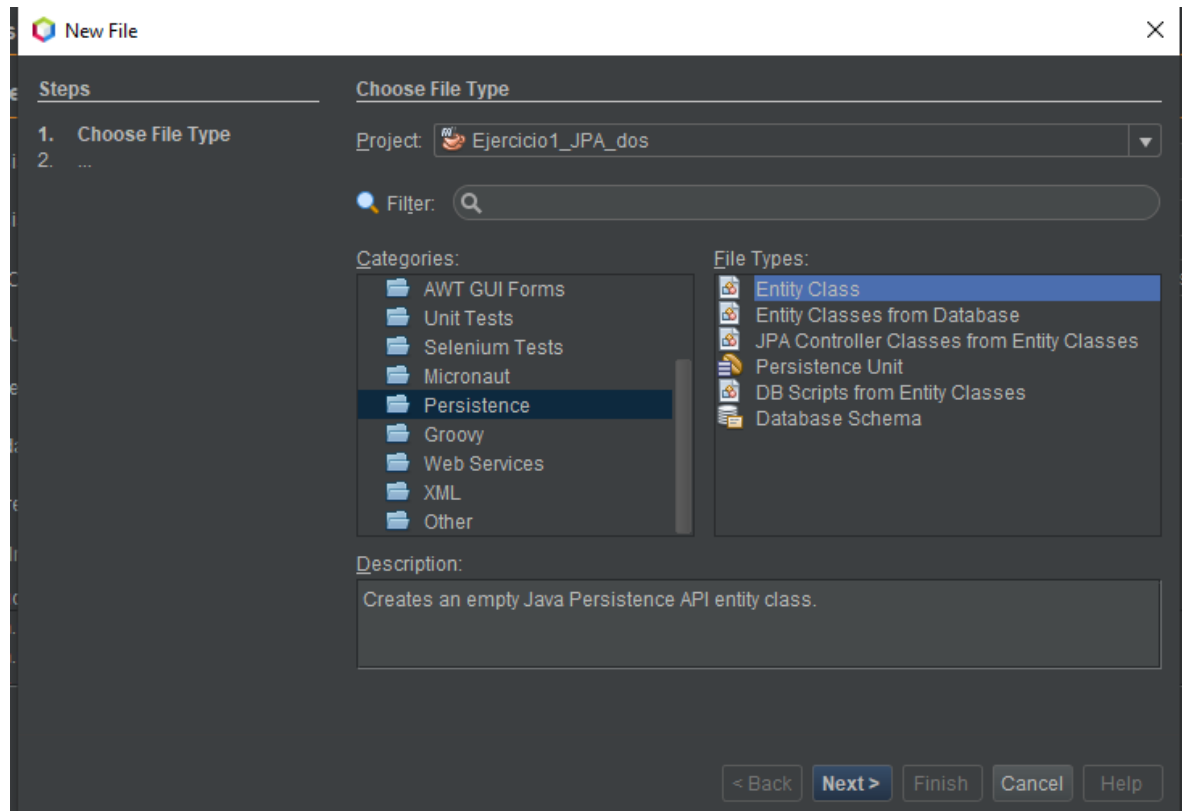 New File
Steps
1. Choose File Type
2. ...
Choose File Type
Project: Ejercicio1_JPA_dos
Filter:
Categories:
AWT GUI Forms
Unit Tests
Selenium Tests
Micronaut
Persistence
Groovy
Web Services
XML
Other
File Types:
Entity Class
Entity Classes from Database
JPA Controller Classes from Entity Classes
Persistence Unit
DB Scripts from Entity Classes
Database Schema
Description:
Creates an empty Java Persistence API entity class.
< Back Next > Finish Cancel Help